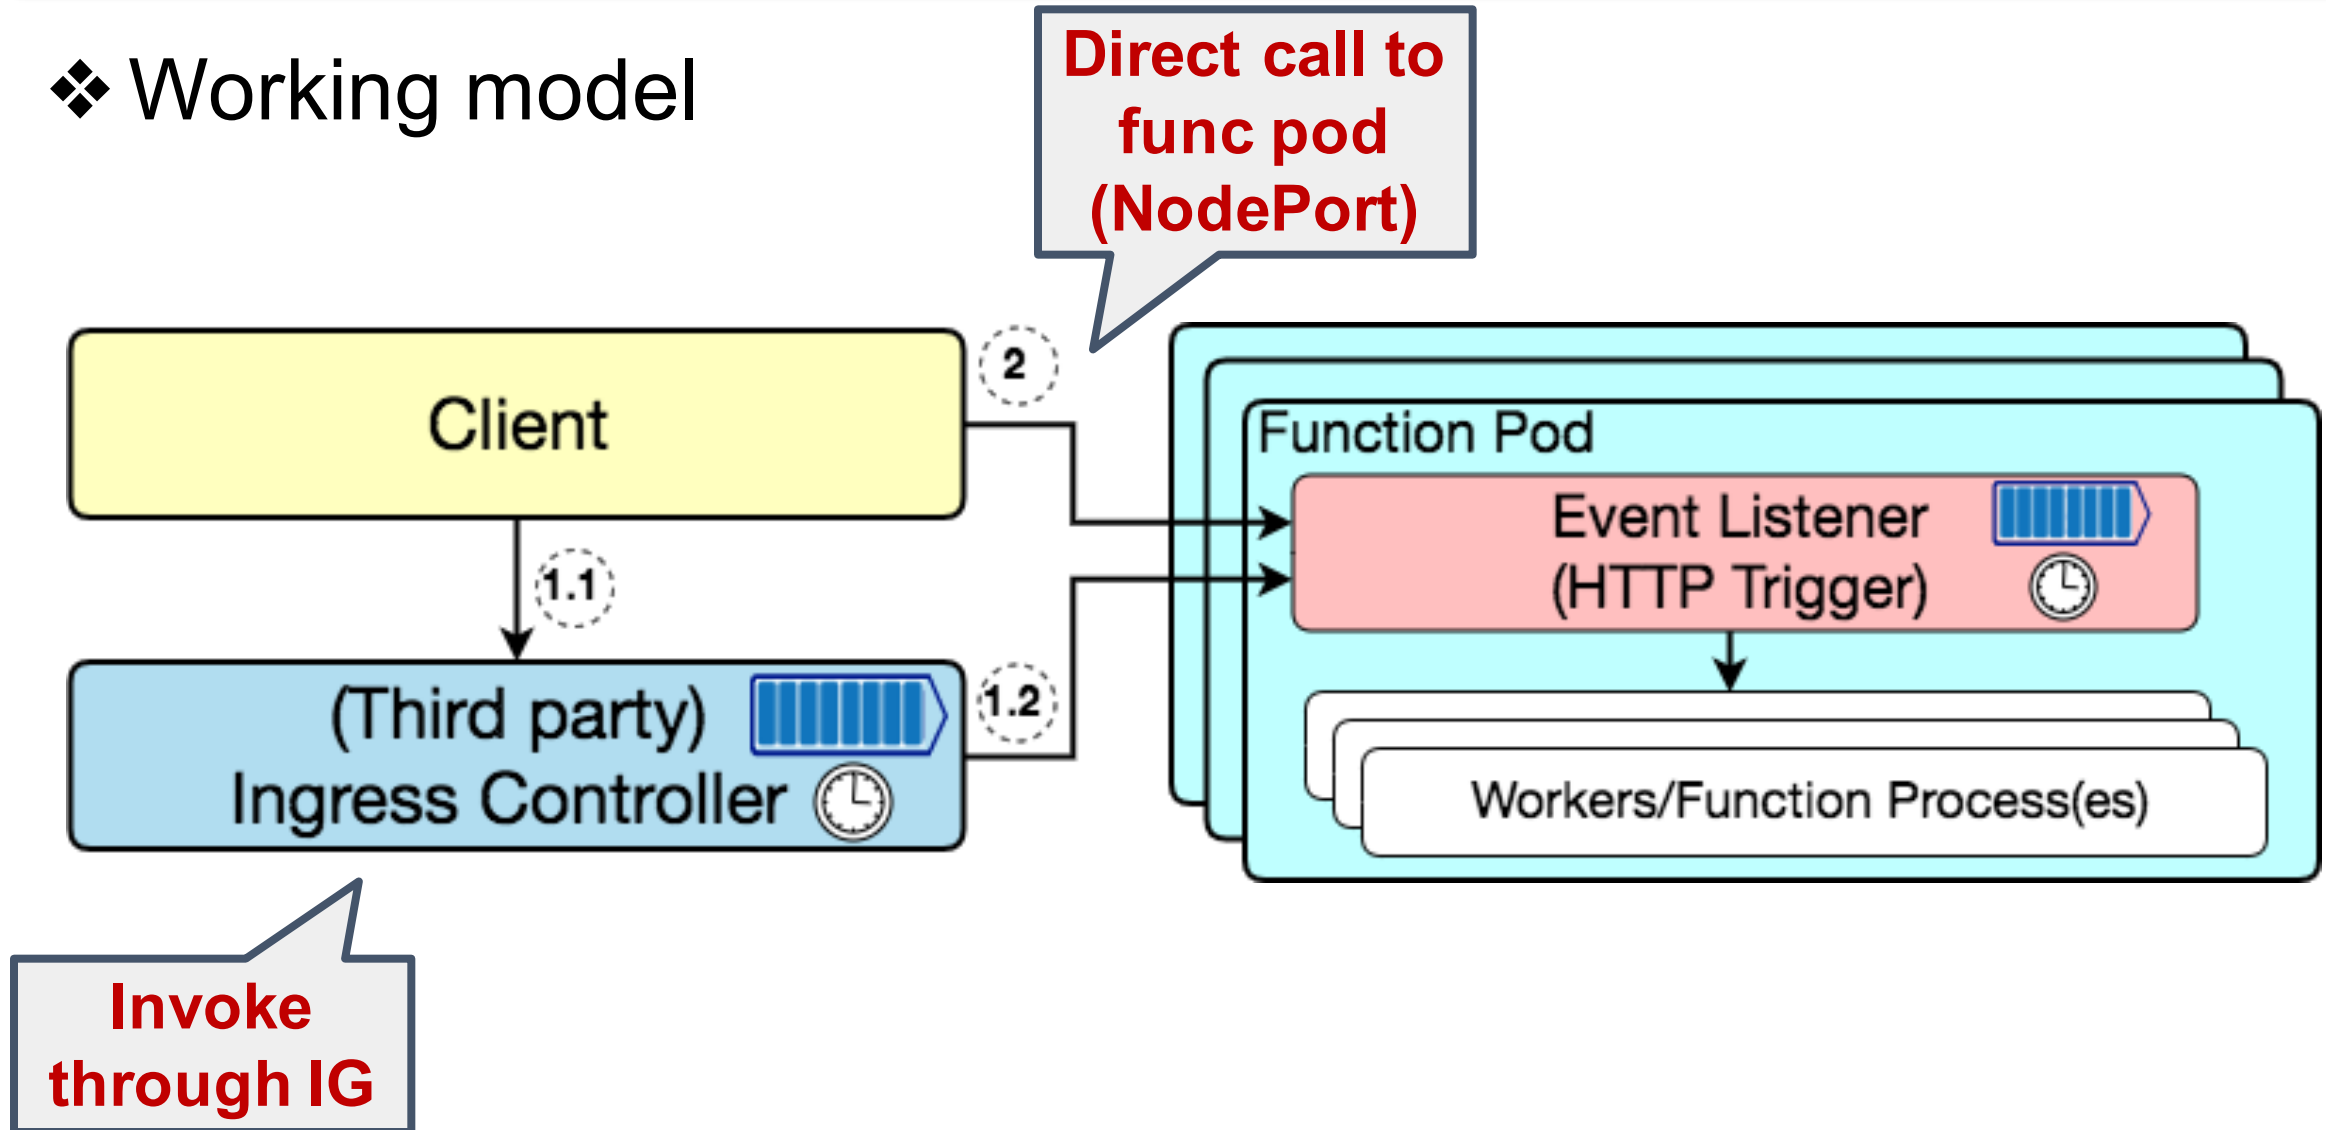 ❖ Working model
Direct call to
func pod
(NodePort)
Client
2
1.1
(Third party)
Ingress Controller
1.2
Function Pod
Event Listener
(HTTP Trigger)
Workers/Function Process(es)
Invoke
through IG